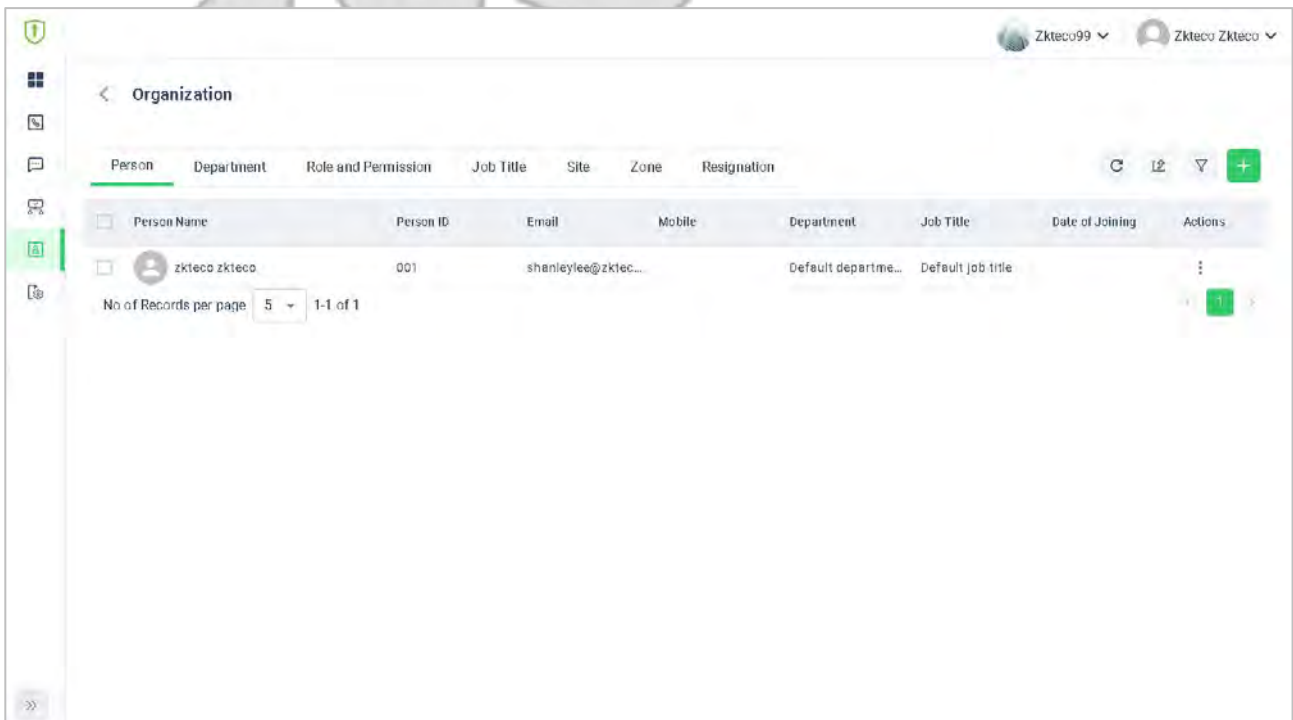 Zkteco99 Zkteco Zkteco
Organization
Person Department Role and Permission Job Title Site Zone Resignation
Person Name Person ID Email Mobile Department Job Title Date of Joining Actions
zkteco zkteco 001 shanleylee@zktec... Default departme... Default job title
No of Records per page 5 1-1 of 1 1